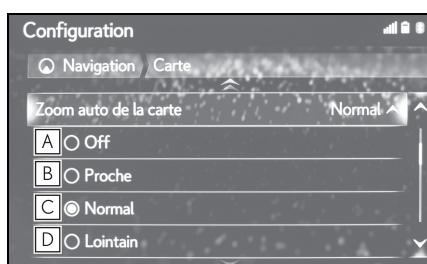 Configuration
Navigation Carte
Zoom auto de la carte Normal
A Off
B Proche
C Normal
D Lointain